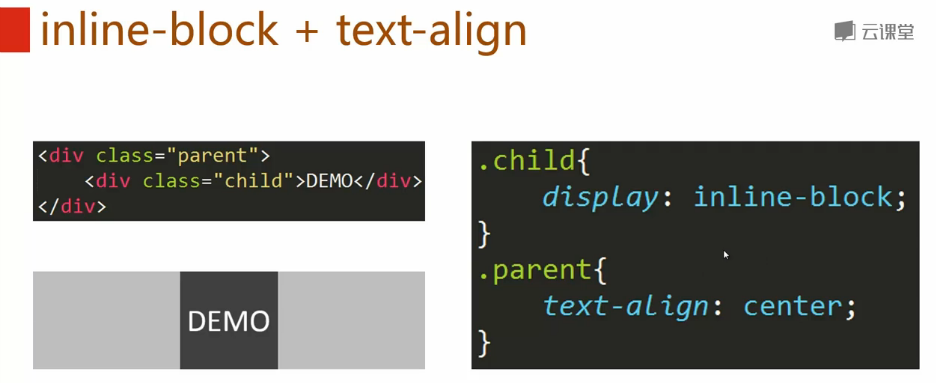 inline-block + text-align
云课堂
<div class="parent">
    <div class="child">DEMO</div>
</div>
DEMO
.child{
    display: inline-block;
}
.parent{
    text-align: center;
}